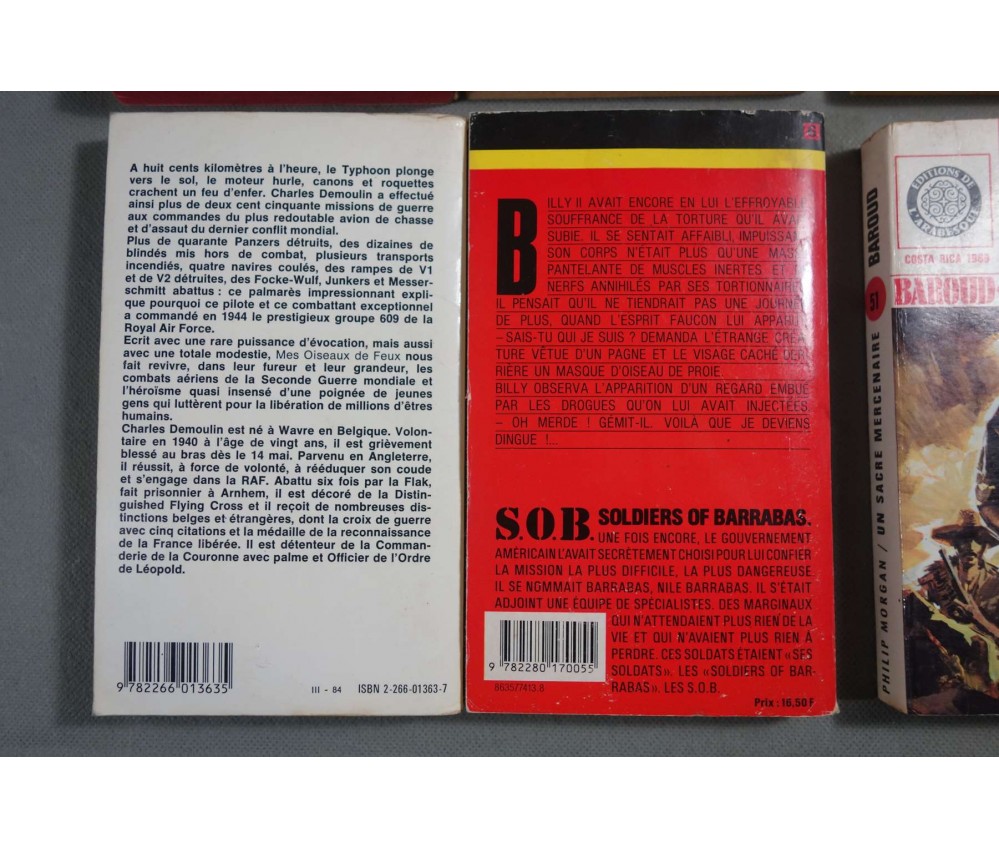 A huit cents kilomètres à l'heure, le Typhoon plonge
vers le sol, le moteur hurle, canons et roquettes
crachent un feu d'enfer. Charles Demoulin a effectué
ainsi plus de deux cent cinquante missions de guerre
aux commandes du plus redoutable avion de chasse
et d'assaut du dernier conflit mondial.
Plus de quarante Panzers détruits, des dizaines de
blindés mis hors de combat, plusieurs transports
incendiés, quatre navires coulés, des rampes de V1
et de V2 détruites, des Focke-Wulf, Junkers et Messer-
schmitt abattus : ce palmarès impressionnant expli-
que pourquoi ce pilote et ce combattant exceptionnel
a commandé en 1944 le prestigieux groupe 609 de la
Royal Air Force.
Ecrit avec une rare puissance d'évocation, mais aussi
avec une totale modestie, Mes Oiseaux de Feux nous
fait revivre, dans leur fureur et leur grandeur, les
combats aériens de la Seconde Guerre mondiale et
l'héroïsme quasi insensé d'une poignée de jeunes
gens qui luttèrent pour la libération de millions d'êtres
humains.
Charles Demoulin est né à Wavre en Belgique. Volon-
taire en 1940 à l'âge de vingt ans, il est grièvement
blessé au bras dès le 14 mai. Parvenu en Angleterre,
il réussit, à force de volonté, à rééduquer son coude
et s'engage dans la RAF. Abattu six fois par la Flak,
fait prisonnier à Arnhem, il est décoré de la Distin-
guished Flying Cross et il reçoit de nombreuses dis-
tinctions belges et étrangères, dont la croix de guerre
avec cinq citations et la médaille de la reconnaissance
de la France libérée. Il est détenteur de la Comman-
derie de la Couronne avec palme et Officier de l'Ordre
de Léopold.
9 782266 013635
III - 84 ISBN 2-266-01363-7
BILLY II AVAIT ENCORE EN LUI L'EFFROYABLE
SOUFFRANCE DE LA TORTURE QU'IL AVAI
SUBIE. IL SE SENTAIT AFFAIBLI, IMPUISSAN
SON CORPS N'ÉTAIT PLUS QU'UNE MASS
PANTELANTE DE MUSCLES INERTES ET
NERFS ANNIHILÉS PAR SES TORTIONNAIR
IL PENSAIT QU'IL NE TIENDRAIT PAS UNE JOURNÉ
DE PLUS, QUAND L'ESPRIT FAUCON LUI APPARU
– SAIS-TU QUI JE SUIS ? DEMANDA L'ÉTRANGE CRÉA
TURE VÊTUE D'UN PAGNE ET LE VISAGE CACHÉ DER
RIÈRE UN MASQUE D'OISEAU DE PROIE.
BILLY OBSERVA L'APPARITION D'UN REGARD EMBUÉ
PAR LES DROGUES QU'ON LUI AVAIT INJECTÉES.
– OH MERDE ! GÉMIT-IL. VOILÀ QUE JE DEVIENS
DINGUE !...
S.O.B. SOLDIERS OF BARRABAS.
UNE FOIS ENCORE, LE GOUVERNEMENT
AMÉRICAIN L'AVAIT SECRÈTEMENT CHOISI POUR LUI CONFIER
LA MISSION LA PLUS DIFFICILE, LA PLUS DANGEREUSE.
IL SE NOMMAIT BARRABAS, NILE BARRABAS. IL S'ÉTAIT
ADJOINT UNE ÉQUIPE DE SPÉCIALISTES. DES MARGINAUX
QUI N'ATTENDAIENT PLUS RIEN DE LA
VIE ET QUI N'AVAIENT PLUS RIEN À
PERDRE. CES SOLDATS ÉTAIENT «SES
SOLDATS». LES «SOLDIERS OF BAR-
RABAS». LES S.O.B.
9 782280 170055
863577413.8
Prix : 16,50 F
PHILIP MORGAN / UN SACRE MERCENAIRE 51 BAROUD
EDITIONS DE
L'ARABESQUE
COSTA RICA 1969
BAROUD